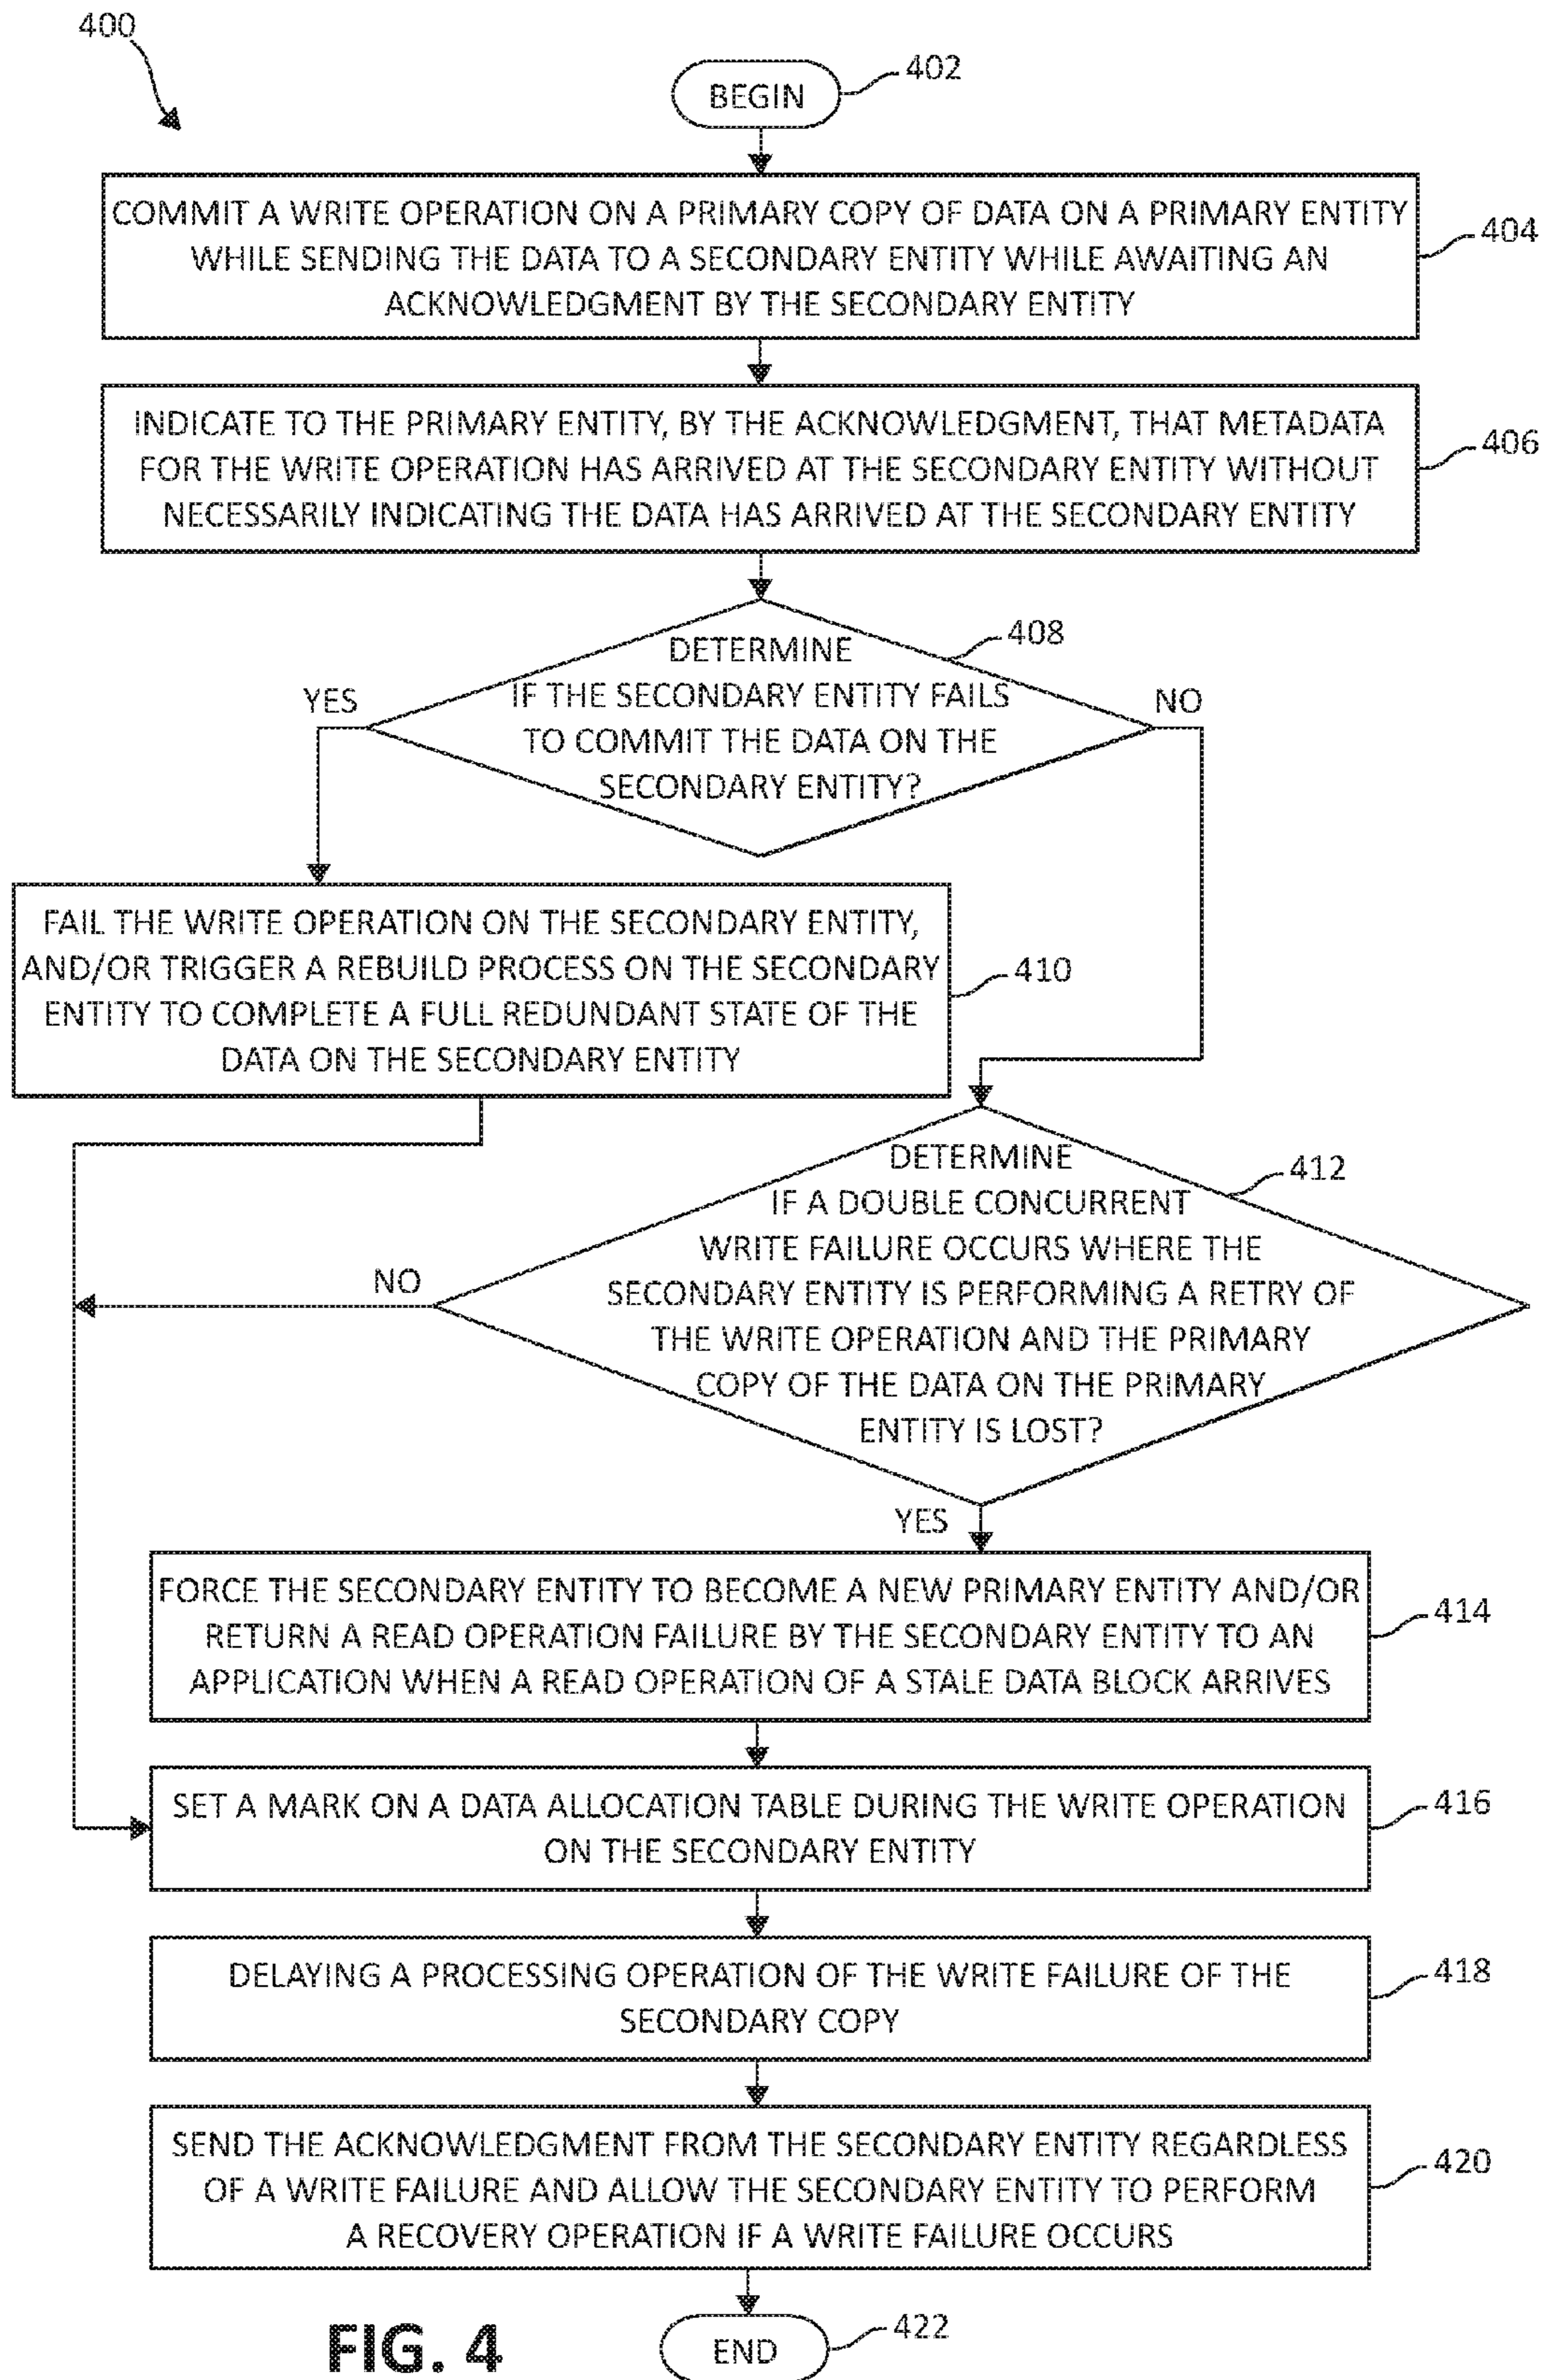 400
BEGIN
402
COMMIT A WRITE OPERATION ON A PRIMARY COPY OF DATA ON A PRIMARY ENTITY
WHILE SENDING THE DATA TO A SECONDARY ENTITY WHILE AWAITING AN
ACKNOWLEDGMENT BY THE SECONDARY ENTITY
404
INDICATE TO THE PRIMARY ENTITY, BY THE ACKNOWLEDGMENT, THAT METADATA
FOR THE WRITE OPERATION HAS ARRIVED AT THE SECONDARY ENTITY WITHOUT
NECESSARILY INDICATING THE DATA HAS ARRIVED AT THE SECONDARY ENTITY
406
DETERMINE
IF THE SECONDARY ENTITY FAILS
TO COMMIT THE DATA ON THE
SECONDARY ENTITY?
408
YES
NO
FAIL THE WRITE OPERATION ON THE SECONDARY ENTITY,
AND/OR TRIGGER A REBUILD PROCESS ON THE SECONDARY
ENTITY TO COMPLETE A FULL REDUNDANT STATE OF THE
DATA ON THE SECONDARY ENTITY
410
DETERMINE
IF A DOUBLE CONCURRENT
WRITE FAILURE OCCURS WHERE THE
SECONDARY ENTITY IS PERFORMING A RETRY OF
THE WRITE OPERATION AND THE PRIMARY
COPY OF THE DATA ON THE PRIMARY
ENTITY IS LOST?
412
NO
YES
FORCE THE SECONDARY ENTITY TO BECOME A NEW PRIMARY ENTITY AND/OR
RETURN A READ OPERATION FAILURE BY THE SECONDARY ENTITY TO AN
APPLICATION WHEN A READ OPERATION OF A STALE DATA BLOCK ARRIVES
414
SET A MARK ON A DATA ALLOCATION TABLE DURING THE WRITE OPERATION
ON THE SECONDARY ENTITY
416
DELAYING A PROCESSING OPERATION OF THE WRITE FAILURE OF THE
SECONDARY COPY
418
SEND THE ACKNOWLEDGMENT FROM THE SECONDARY ENTITY REGARDLESS
OF A WRITE FAILURE AND ALLOW THE SECONDARY ENTITY TO PERFORM
A RECOVERY OPERATION IF A WRITE FAILURE OCCURS
420
END
422
FIG. 4